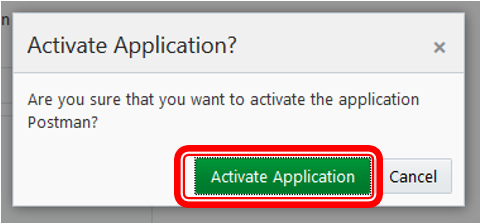 Activate Application?
Are you sure that you want to activate the application
Postman?
Activate Application Cancel